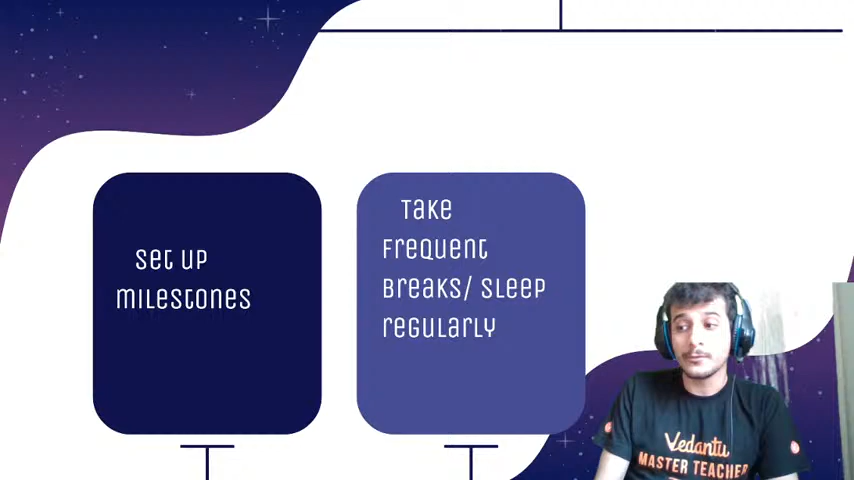 Set up
milestones
Take
Frequent
Breaks/ Sleep
regularly
Vedantu
MASTER TEACHER